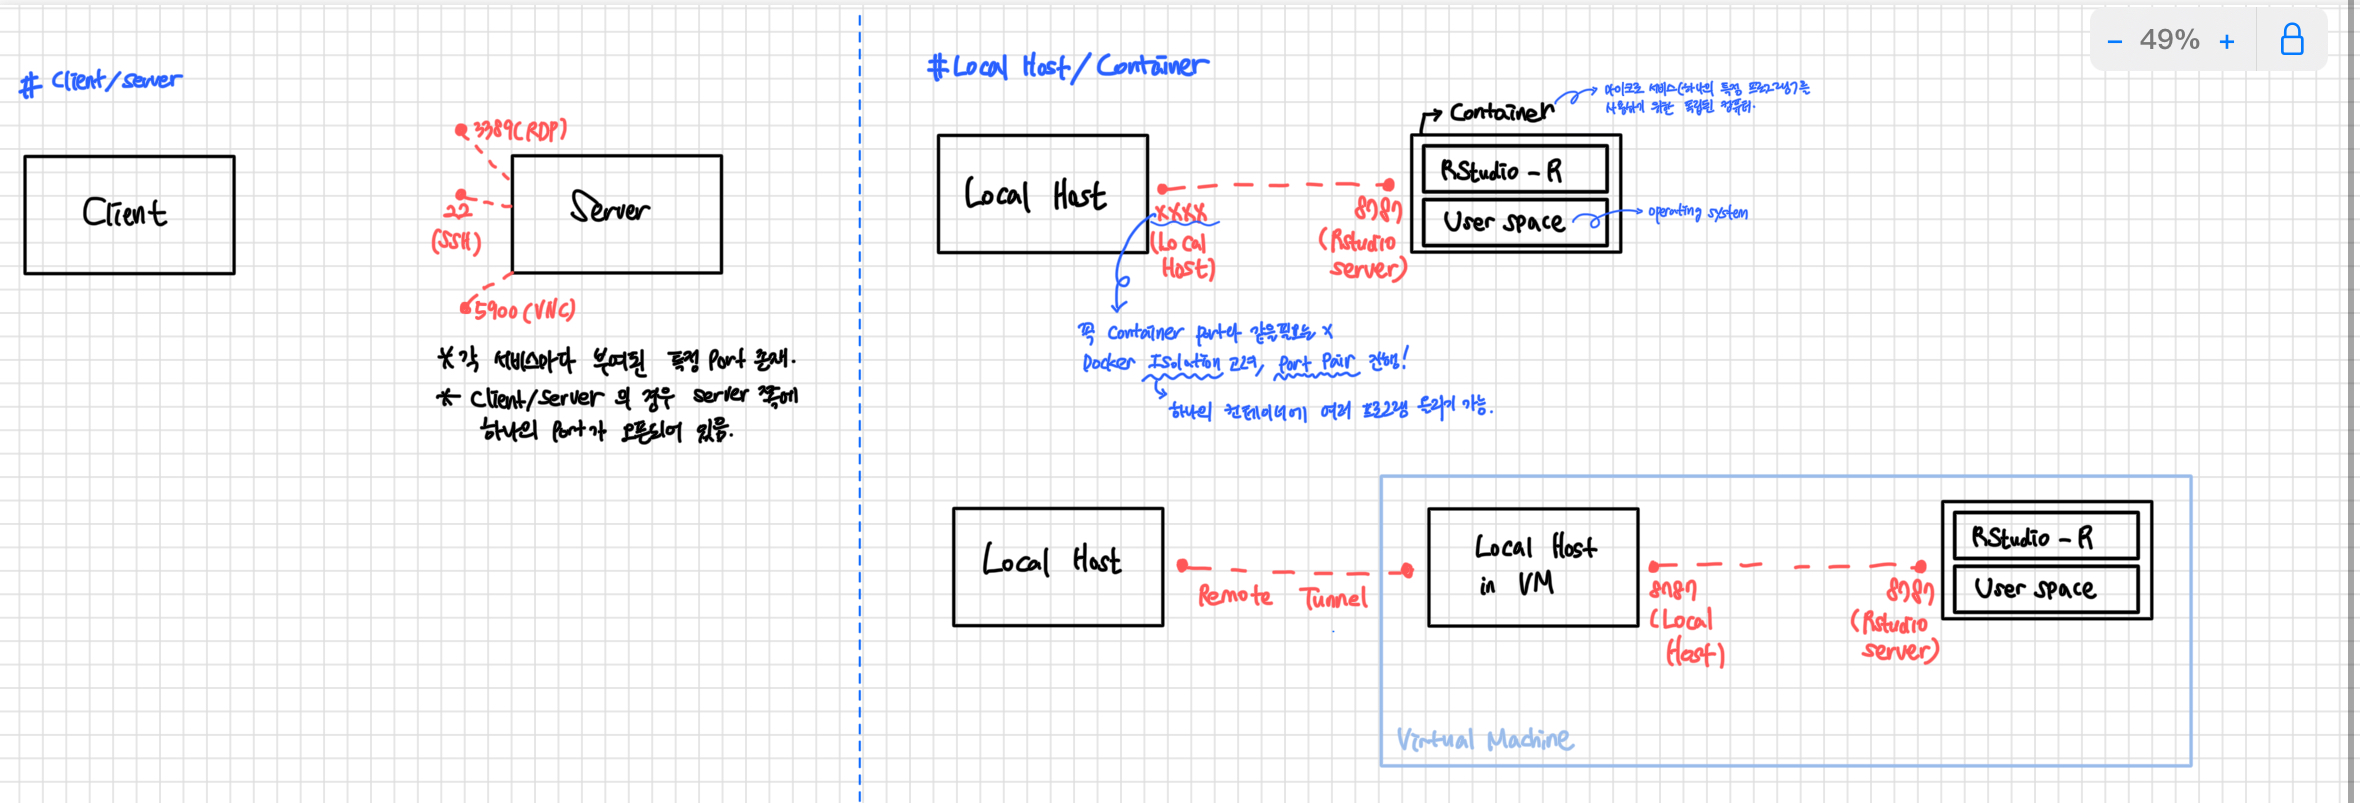 # Client/server
3389(RDP)
Client
22
(SSH)
Server
5900(VNC)
* 각 서비스마다 부여된 특정 Port 존재.
* Client/Server 의 경우 server 쪽에
하나의 Port가 오픈되어 있음.
#Local Host/Container
49%
Container
마이크로 서비스(하나의 특정 프로그램)를
사용하기 위한 독립된 컴퓨터.
Local Host
RStudio - R
User space
operating system
xxxx
(Local
Host)
8787
(Rstudio
server)
꼭 Container port와 같을필요는 x
Docker Isolation 고려, Port Pair 진행!
하나의 컨테이너에 여러 프로그램 올리기 가능.
Local Host
Remote Tunnel
Local Host
in VM
8787
(Local
Host)
8787
(Rstudio
server)
RStudio - R
User space
Virtual Machine